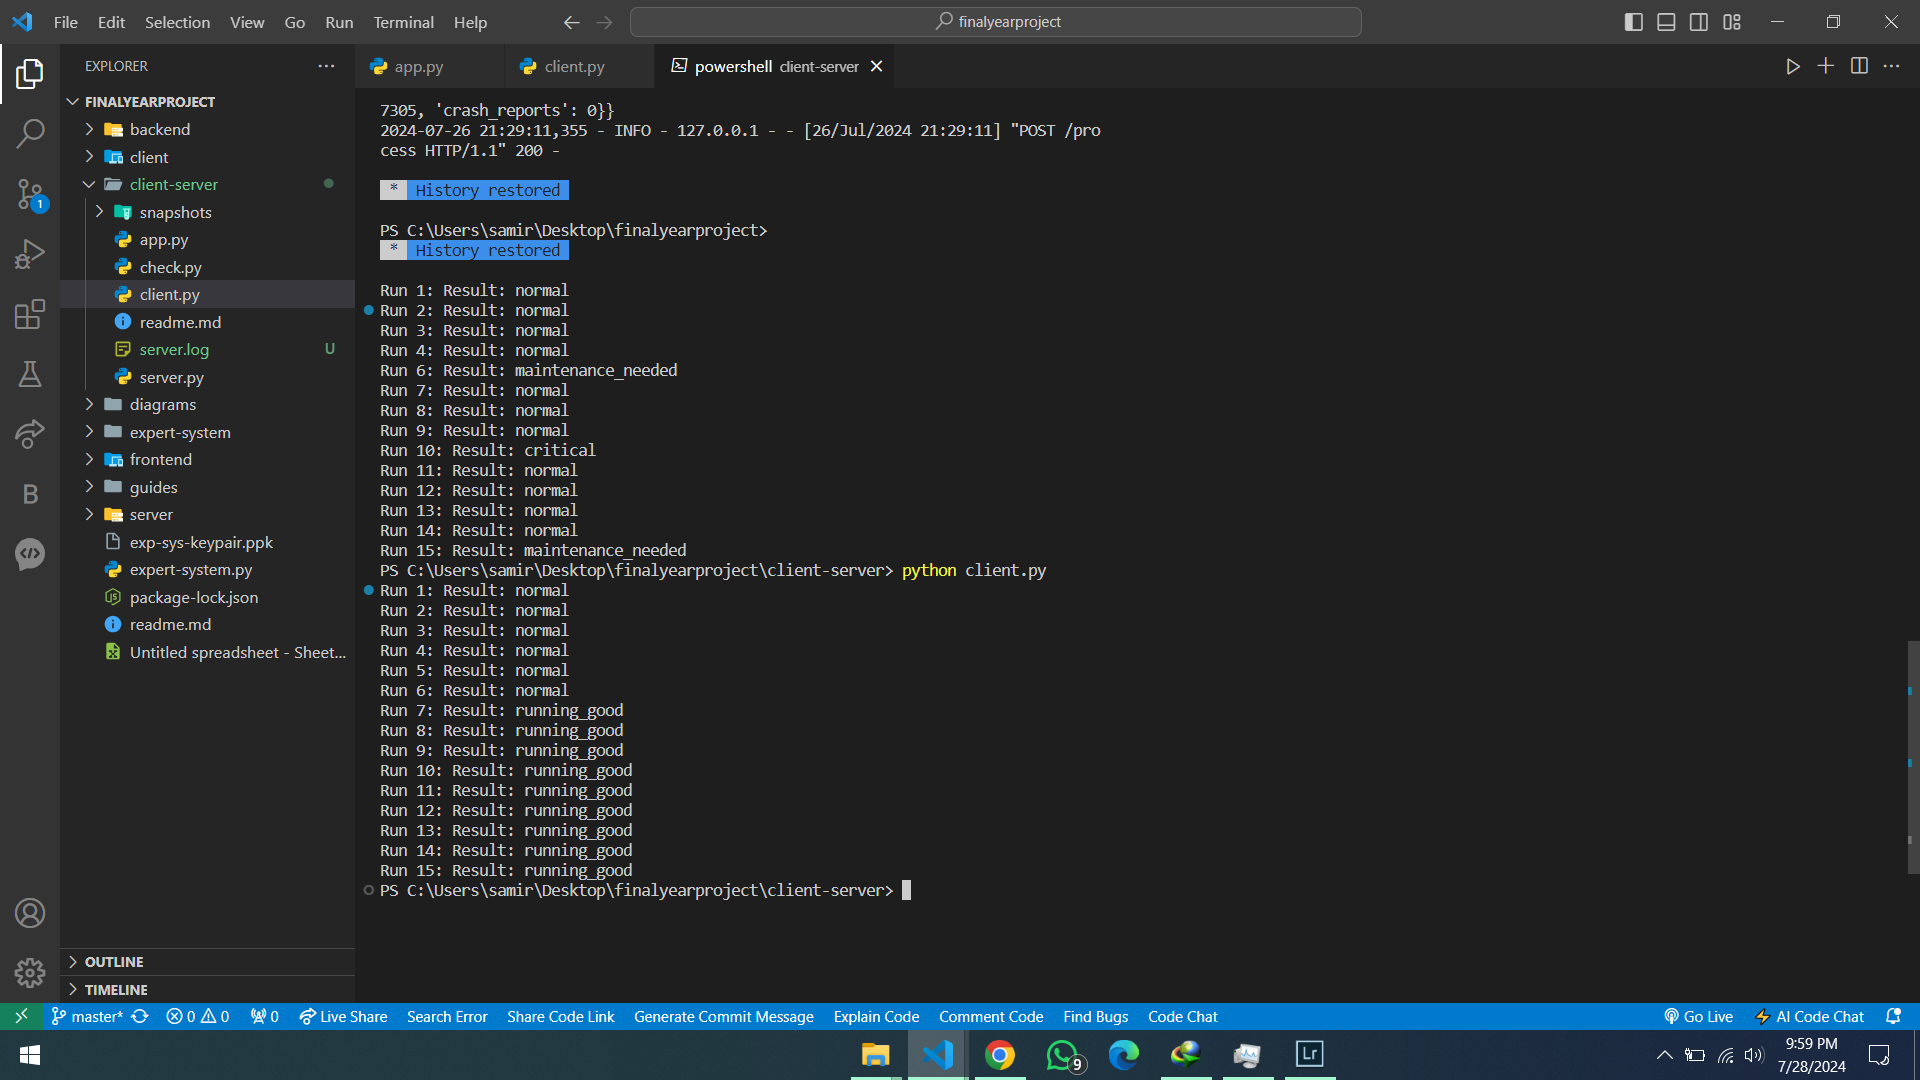 File Edit Selection View Go Run Terminal Help
finalyearproject
EXPLORER
FINALYEARPROJECT
backend
client
client-server
snapshots
app.py
check.py
client.py
readme.md
server.log U
server.py
diagrams
expert-system
frontend
guides
server
exp-sys-keypair.ppk
expert-system.py
package-lock.json
readme.md
Untitled spreadsheet - Sheet...
OUTLINE
TIMELINE
1
B
app.py
client.py
powershell client-server
7305, 'crash_reports': 0}}
2024-07-26 21:29:11,355 - INFO - 127.0.0.1 - - [26/Jul/2024 21:29:11] "POST /pro
cess HTTP/1.1" 200 -
* History restored
PS C:\Users\samir\Desktop\finalyearproject>
* History restored
Run 1: Result: normal
Run 2: Result: normal
Run 3: Result: normal
Run 4: Result: normal
Run 6: Result: maintenance_needed
Run 7: Result: normal
Run 8: Result: normal
Run 9: Result: normal
Run 10: Result: critical
Run 11: Result: normal
Run 12: Result: normal
Run 13: Result: normal
Run 14: Result: normal
Run 15: Result: maintenance_needed
PS C:\Users\samir\Desktop\finalyearproject\client-server> python client.py
Run 1: Result: normal
Run 2: Result: normal
Run 3: Result: normal
Run 4: Result: normal
Run 5: Result: normal
Run 6: Result: normal
Run 7: Result: running_good
Run 8: Result: running_good
Run 9: Result: running_good
Run 10: Result: running_good
Run 11: Result: running_good
Run 12: Result: running_good
Run 13: Result: running_good
Run 14: Result: running_good
Run 15: Result: running_good
PS C:\Users\samir\Desktop\finalyearproject\client-server>
master* 0 0 0 Live Share Search Error Share Code Link Generate Commit Message Explain Code Comment Code Find Bugs Code Chat Go Live AI Code Chat
9
Lr
9:59 PM
7/28/2024